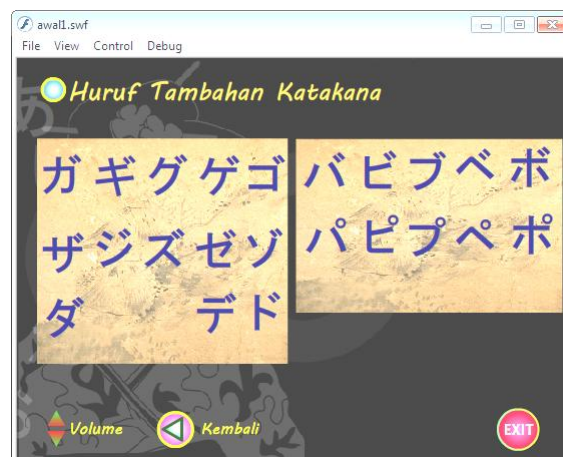 awal1.swf
File View Control Debug
Huruf Tambahan Katakana
ガ ギ グ ゲ ゴ
ザ ジ ズ ゼ ゾ
ダ デ ド
バ ビ ブ ベ ボ
パ ピ プ ペ ポ
Volume
Kembali
EXIT
あ